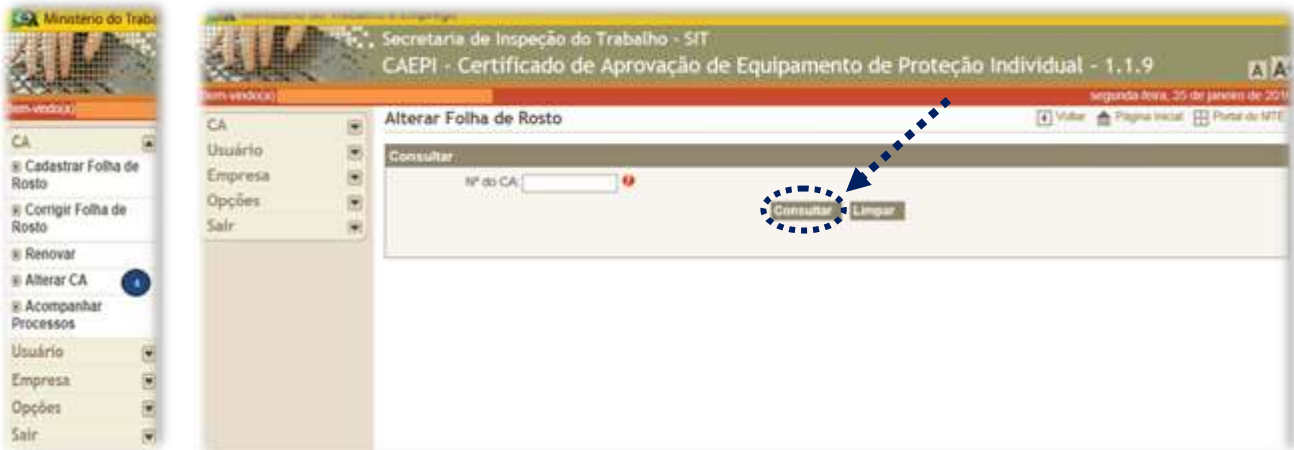 Ministério do Traba
CA
Cadastrar Folha de
Rosto
Corrigir Folha de
Rosto
Renovar
Alterar CA
Acompanhar
Processos
Usuário
Empresa
Opções
Sair
Secretaria de Inspeção do Trabalho - SIT
CAEPI - Certificado de Aprovação de Equipamento de Proteção Individual - 1.1.9
A A
Bem-vindo(a)
segunda-feira, 25 de janeiro de 201
CA
Usuário
Empresa
Opções
Sair
Alterar Folha de Rosto
Voltar Página Inicial Portal do MTE
Consultar
Nº do CA:
Consultar Limpar